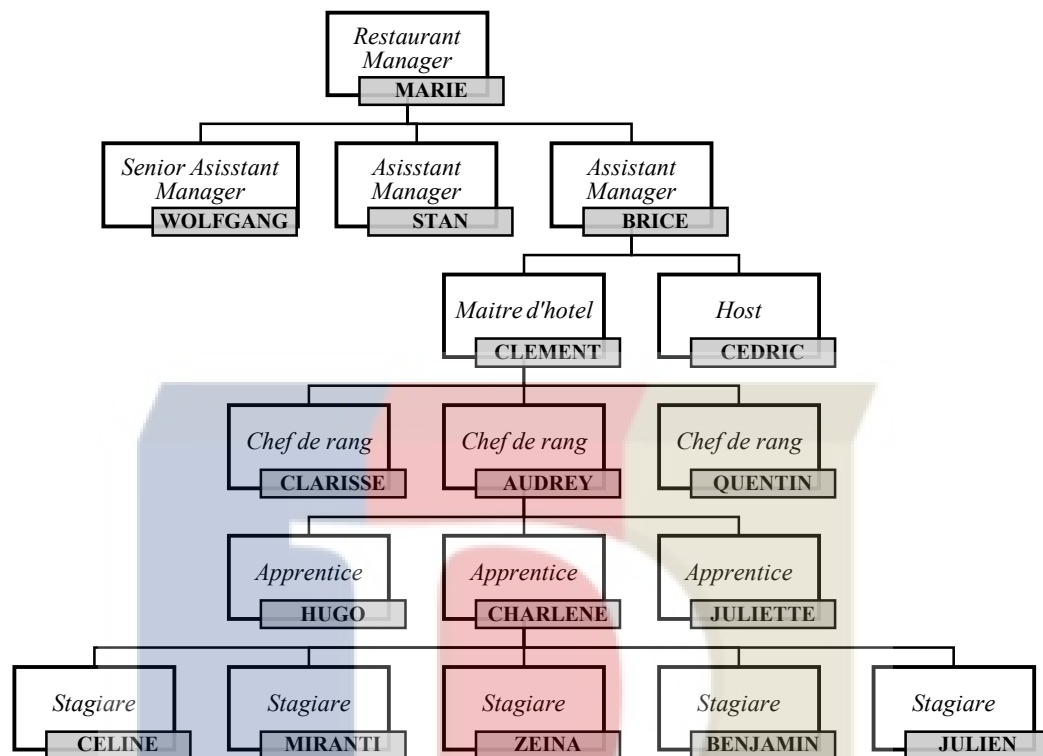 Restaurant
Manager
MARIE
Senior Asisstant
Manager
WOLFGANG
Asisstant
Manager
STAN
Assistant
Manager
BRICE
Maitre d'hotel
CLEMENT
Host
CEDRIC
Chef de rang
CLARISSE
Chef de rang
AUDREY
Chef de rang
QUENTIN
Apprentice
HUGO
Apprentice
CHARLENE
Apprentice
JULIETTE
Stagiare
CELINE
Stagiare
MIRANTI
Stagiare
ZEINA
Stagiare
BENJAMIN
Stagiare
JULIEN